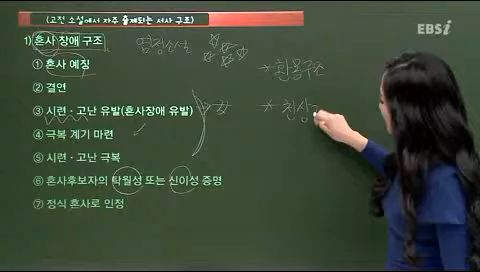 (고전 소설에서 자주 출제되는 서사 구조)
EBSi
1) 혼사 장애 구조
염정소설
① 혼사 예징
환몽구조
② 결연
③ 시련·고난 유발(혼사장애 유발)
천상
④ 극복 계기 마련
⑤ 시련·고난 극복
⑥ 혼사후보자의 탁월성 또는 신이성 증명
⑦ 정식 혼사로 인정